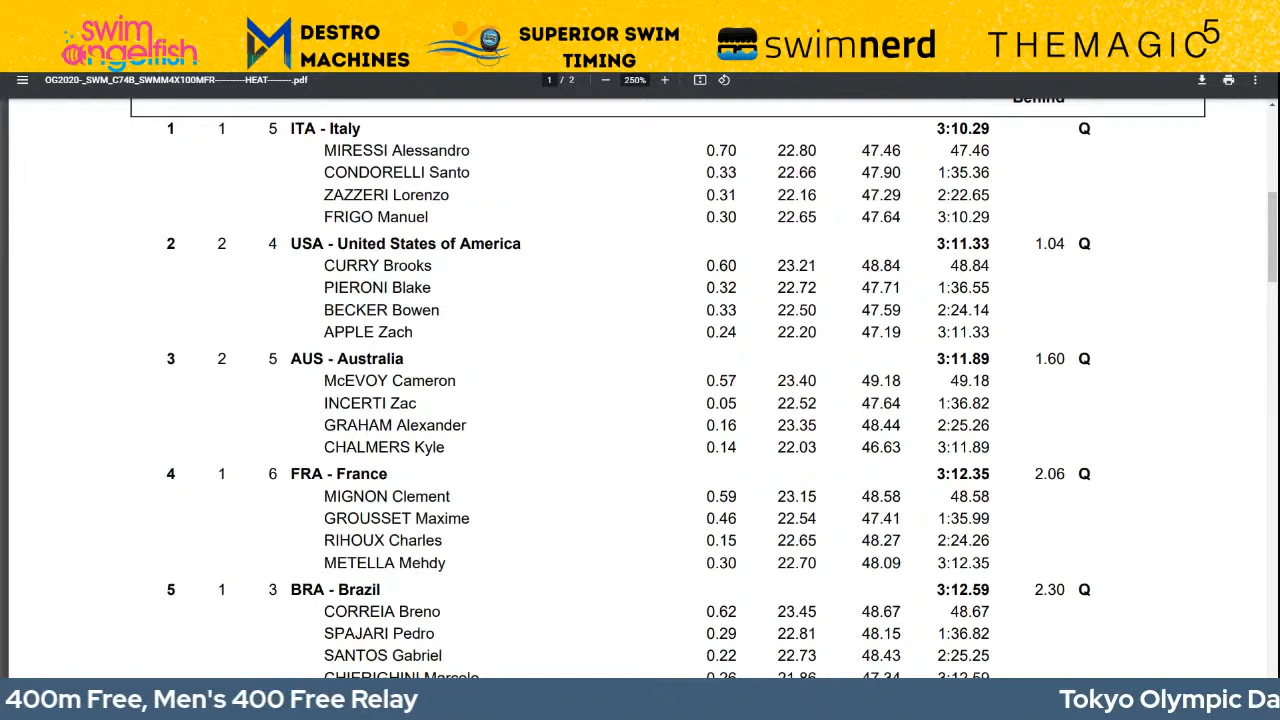 swim angelfish
DESTRO MACHINES
SUPERIOR SWIM TIMING
swimnerd
THEMAGIC5
OG2020-_SWM_C74B_SWMM4X100MFR----------HEAT--------.pdf 1 / 2 250%
Behind
1 1 5 ITA - Italy 3:10.29 Q
MIRESSI Alessandro 0.70 22.80 47.46 47.46
CONDORELLI Santo 0.33 22.66 47.90 1:35.36
ZAZZERI Lorenzo 0.31 22.16 47.29 2:22.65
FRIGO Manuel 0.30 22.65 47.64 3:10.29
2 2 4 USA - United States of America 3:11.33 1.04 Q
CURRY Brooks 0.60 23.21 48.84 48.84
PIERONI Blake 0.32 22.72 47.71 1:36.55
BECKER Bowen 0.33 22.50 47.59 2:24.14
APPLE Zach 0.24 22.20 47.19 3:11.33
3 2 5 AUS - Australia 3:11.89 1.60 Q
McEVOY Cameron 0.57 23.40 49.18 49.18
INCERTI Zac 0.05 22.52 47.64 1:36.82
GRAHAM Alexander 0.16 23.35 48.44 2:25.26
CHALMERS Kyle 0.14 22.03 46.63 3:11.89
4 1 6 FRA - France 3:12.35 2.06 Q
MIGNON Clement 0.59 23.15 48.58 48.58
GROUSSET Maxime 0.46 22.54 47.41 1:35.99
RIHOUX Charles 0.15 22.65 48.27 2:24.26
METELLA Mehdy 0.30 22.70 48.09 3:12.35
5 1 3 BRA - Brazil 3:12.59 2.30 Q
CORREIA Breno 0.62 23.45 48.67 48.67
SPAJARI Pedro 0.29 22.81 48.15 1:36.82
SANTOS Gabriel 0.22 22.73 48.43 2:25.25
CHIERIGHINI Marcelo 0.26 21.86 47.34 3:12.59
400m Free, Men's 400 Free Relay Tokyo Olympic Da